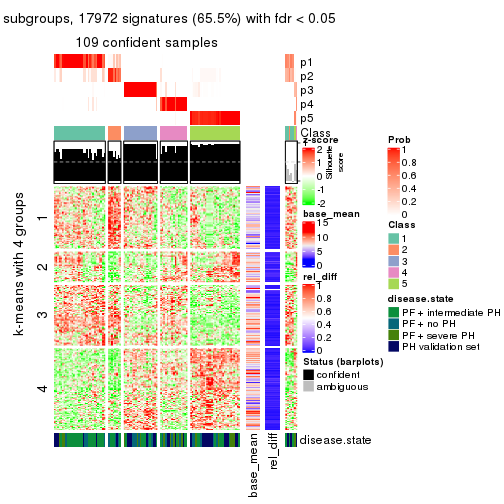 subgroups, 17972 signatures (65.5%) with fdr < 0.05
109 confident samples
p1
p2
p3
p4
p5
Class
z-score
2
1
0
-1
-2
Silhouette
score
base_mean
15
10
5
0
rel_diff
1
0.8
0.6
0.4
0.2
0
Status (barplots)
confident
ambiguous
Prob
1
0.8
0.6
0.4
0.2
0
Class
1
2
3
4
5
disease.state
PF+ intermediate PH
PF+ no PH
PF+ severe PH
PH validation set
k-means with 4 groups
1
2
3
4
disease.state
base_mean
rel_diff